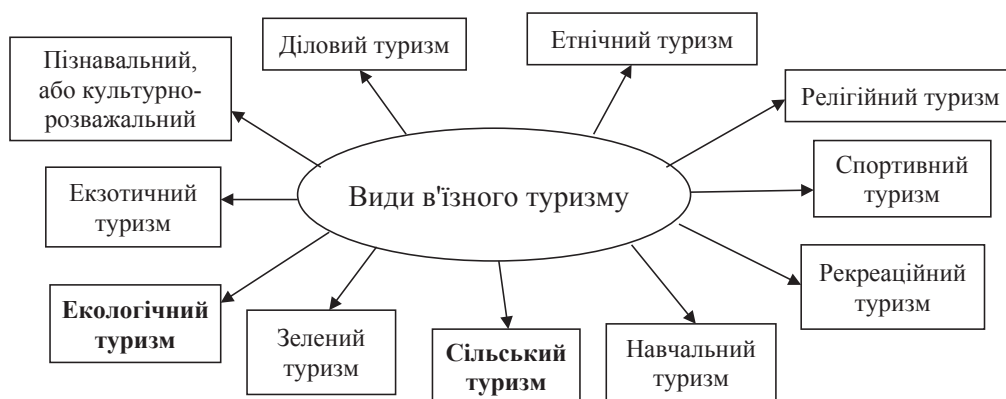 Діловий туризм
Етнічний туризм
Пізнавальний,
або культурно-
розважальний
Релігійний туризм
Екзотичний
туризм
Види в'їзного туризму
Спортивний
туризм
Екологічний
туризм
Зелений
туризм
Сільський
туризм
Навчальний
туризм
Рекреаційний
туризм